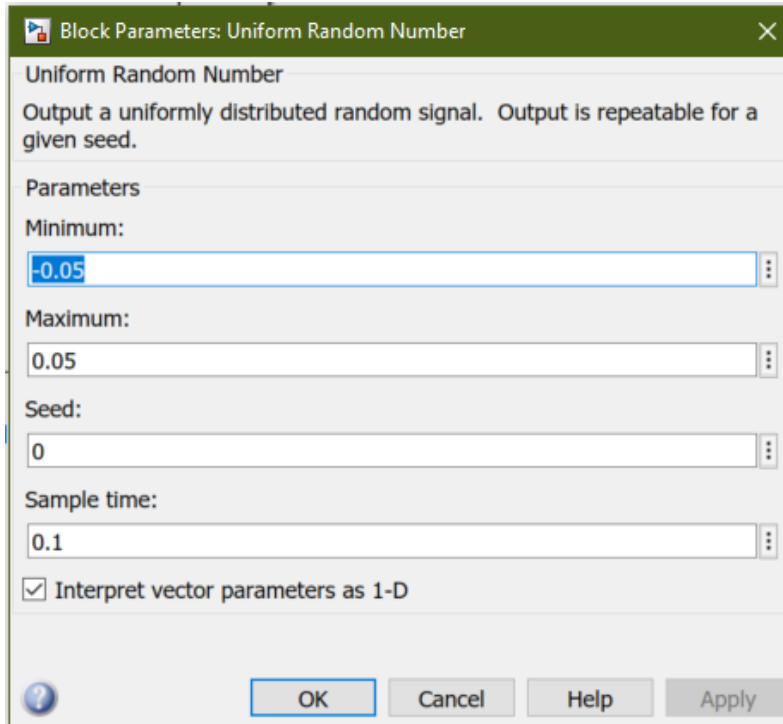 Block Parameters: Uniform Random Number
Uniform Random Number
Output a uniformly distributed random signal.  Output is repeatable for a
given seed.
Parameters
Minimum:
-0.05
Maximum:
0.05
Seed:
0
Sample time:
0.1
Interpret vector parameters as 1-D
OK Cancel Help Apply